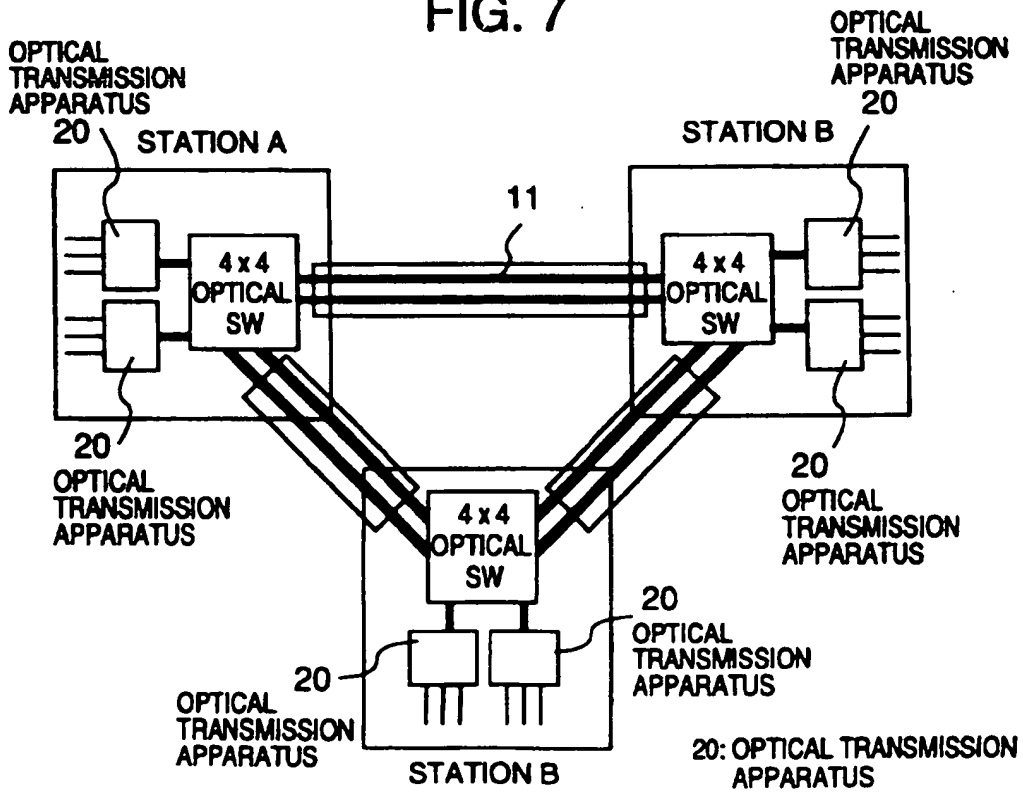 FIG. 7
OPTICAL
TRANSMISSION
APPARATUS
20
STATION A
OPTICAL
TRANSMISSION
APPARATUS
20
STATION B
11
4 x 4
OPTICAL
SW
4 x 4
OPTICAL
SW
20
OPTICAL
TRANSMISSION
APPARATUS
20
OPTICAL
TRANSMISSION
APPARATUS
4 x 4
OPTICAL
SW
20
OPTICAL
TRANSMISSION
APPARATUS
20
OPTICAL
TRANSMISSION
APPARATUS
STATION B
20: OPTICAL TRANSMISSION
APPARATUS